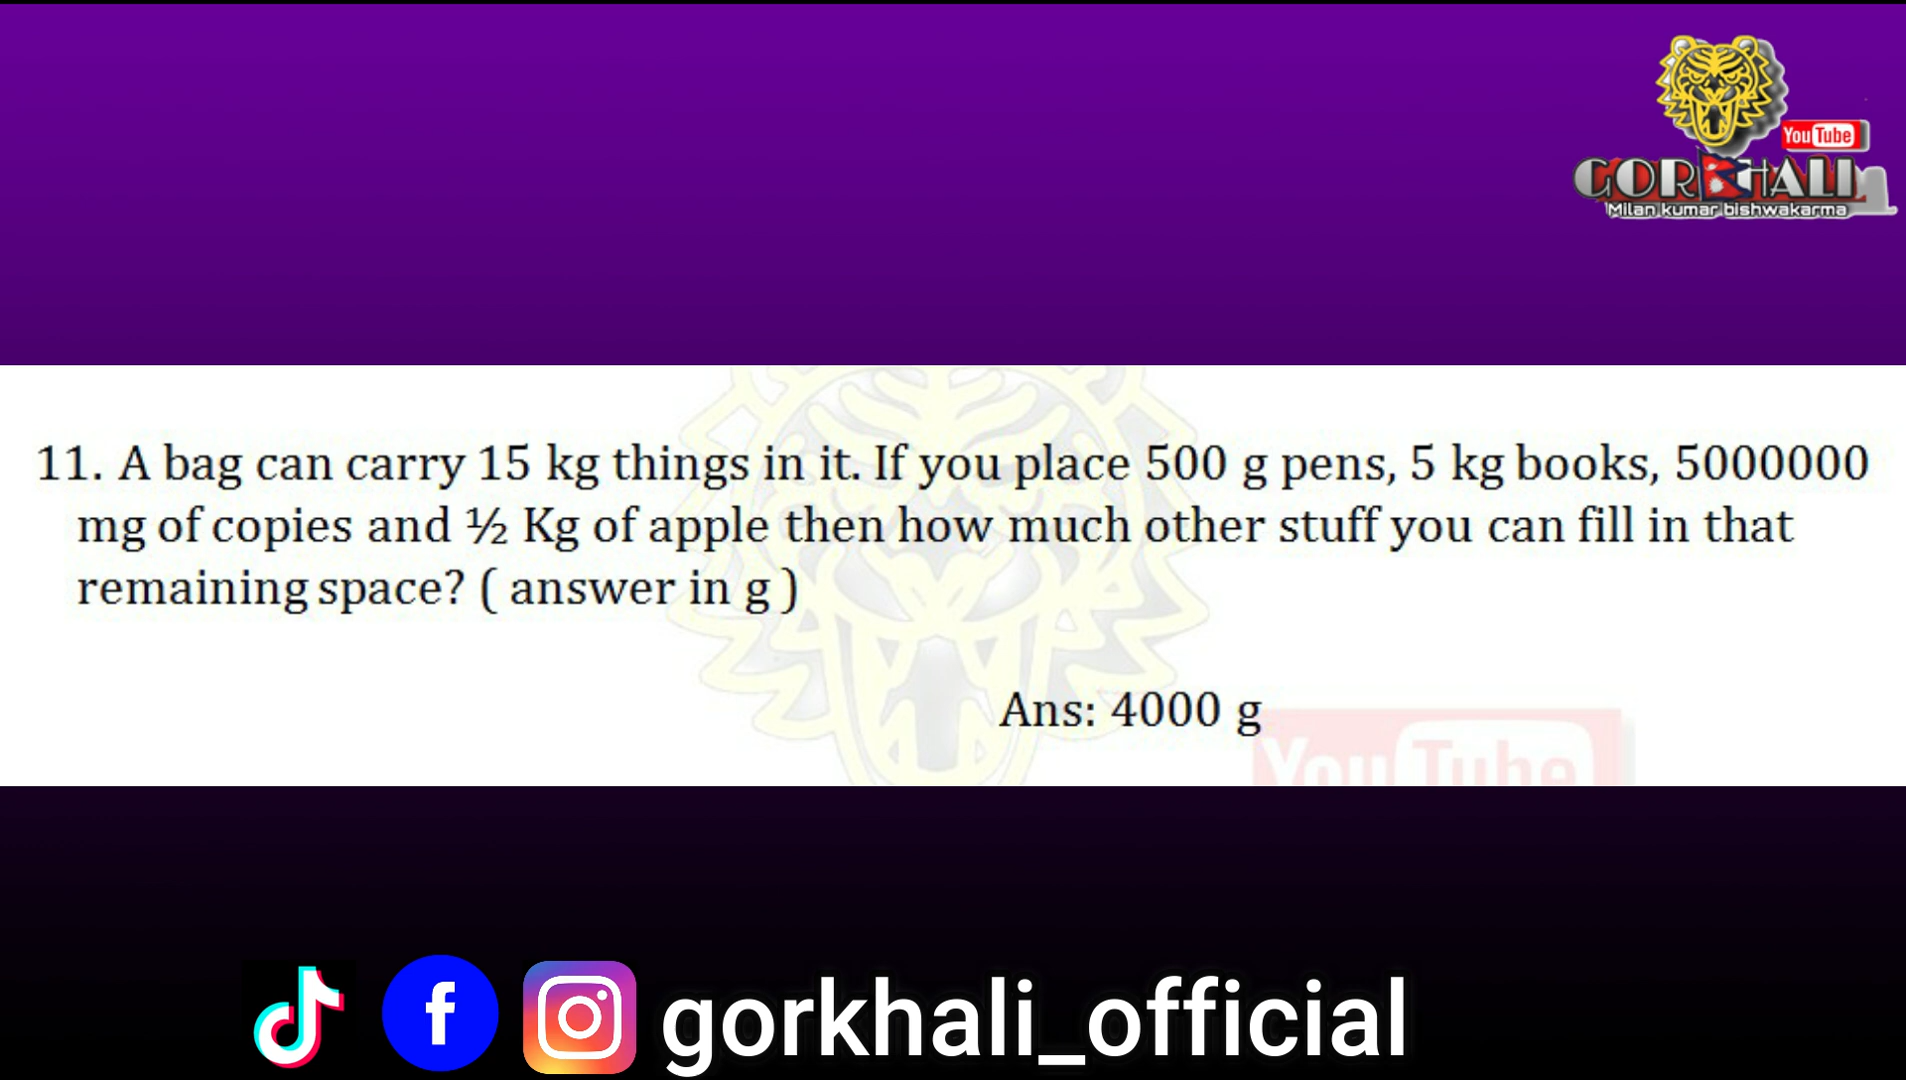 YouTube
GORKHALI
Milan kumar bishwakarma
11. A bag can carry 15 kg things in it. If you place 500 g pens, 5 kg books, 5000000
mg of copies and ½ Kg of apple then how much other stuff you can fill in that
remaining space? ( answer in g )
Ans: 4000 g
YouTube
gorkhali_official